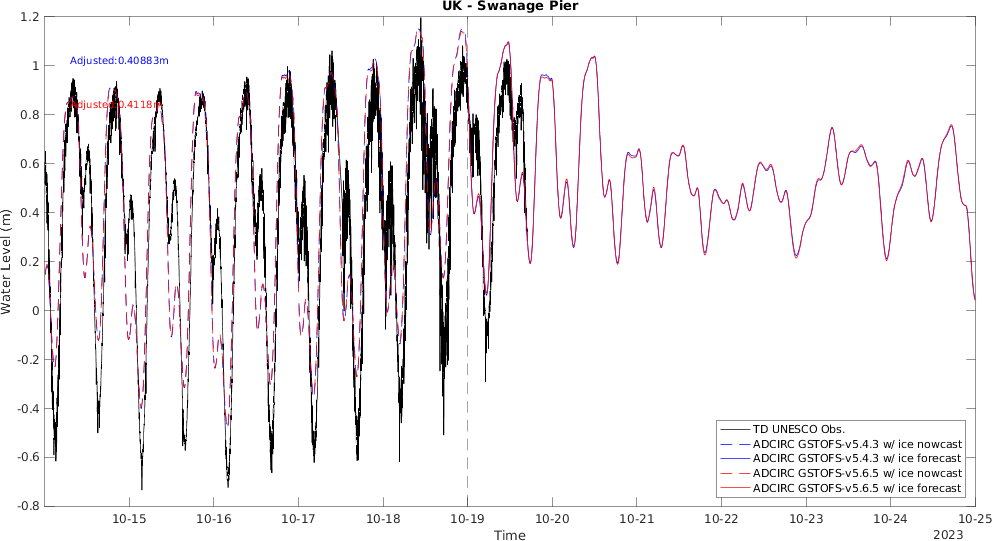 UK - Swanage Pier
1.2
1
0.8
0.6
0.4
0.2
0
-0.2
-0.4
-0.6
-0.8
Water Level (m)
Adjusted:0.40883m
Adjusted:0.4118m
TD UNESCO Obs.
ADCIRC GSTOFS-v5.4.3 w/ ice nowcast
ADCIRC GSTOFS-v5.4.3 w/ ice forecast
ADCIRC GSTOFS-v5.6.5 w/ ice nowcast
ADCIRC GSTOFS-v5.6.5 w/ ice forecast
10-15 10-16 10-17 10-18 10-19 10-20 10-21 10-22 10-23 10-24 10-25
Time
2023